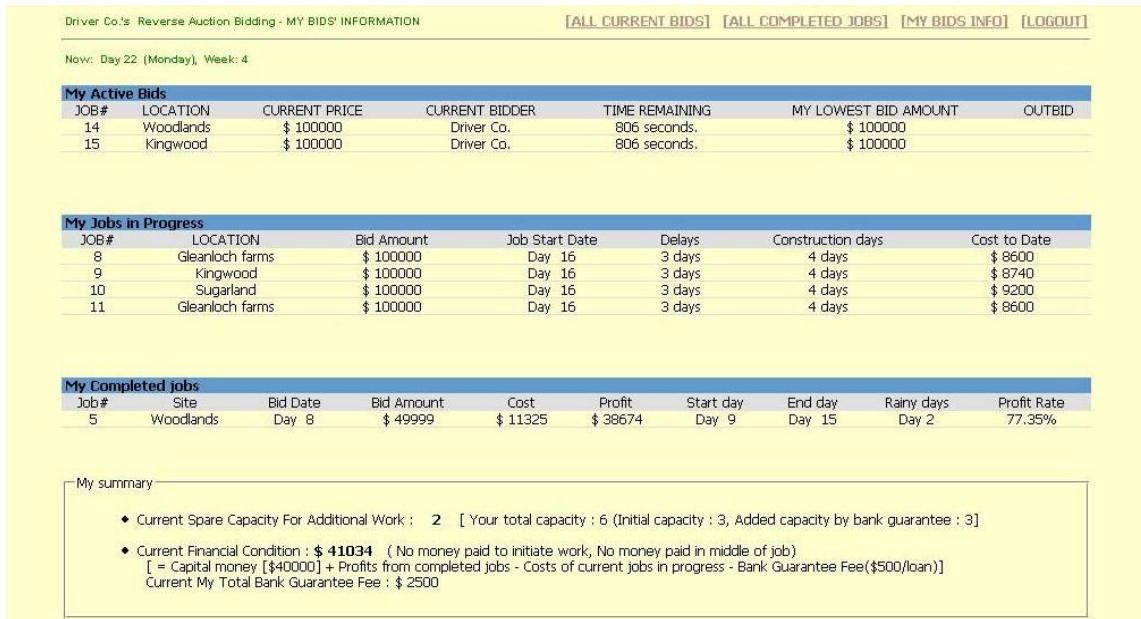 Driver Co.'s Reverse Auction Bidding - MY BIDS' INFORMATION [ALL CURRENT BIDS] [ALL COMPLETED JOBS] [MY BIDS INFO] [LOGOUT]
Now: Day 22 (Monday), Week: 4
My Active Bids
JOB# LOCATION CURRENT PRICE CURRENT BIDDER TIME REMAINING MY LOWEST BID AMOUNT OUTBID
14 Woodlands $ 100000 Driver Co. 806 seconds. $ 100000
15 Kingwood $ 100000 Driver Co. 806 seconds. $ 100000
My Jobs in Progress
JOB# LOCATION Bid Amount Job Start Date Delays Construction days Cost to Date
8 Gleanloch farms $ 100000 Day 16 3 days 4 days $ 8600
9 Kingwood $ 100000 Day 16 3 days 4 days $ 8740
10 Sugarland $ 100000 Day 16 3 days 4 days $ 9200
11 Gleanloch farms $ 100000 Day 16 3 days 4 days $ 8600
My Completed jobs
Job# Site Bid Date Bid Amount Cost Profit Start day End day Rainy days Profit Rate
5 Woodlands Day 8 $ 49999 $ 11325 $ 38674 Day 9 Day 15 Day 2 77.35%
My summary
◆ Current Spare Capacity For Additional Work : 2 [ Your total capacity : 6 (Initial capacity : 3, Added capacity by bank guarantee : 3]
◆ Current Financial Condition : $ 41034 ( No money paid to initiate work, No money paid in middle of job)
[ = Capital money [$40000] + Profits from completed jobs - Costs of current jobs in progress - Bank Guarantee Fee($500/loan)]
Current My Total Bank Guarantee Fee : $ 2500